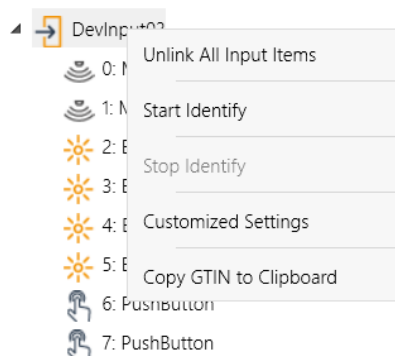 DevInput02
Unlink All Input Items
0:
1:
Start Identify
2:
Stop Identify
3:
4:
Customized Settings
5:
Copy GTIN to Clipboard
6: PushButton
7: PushButton